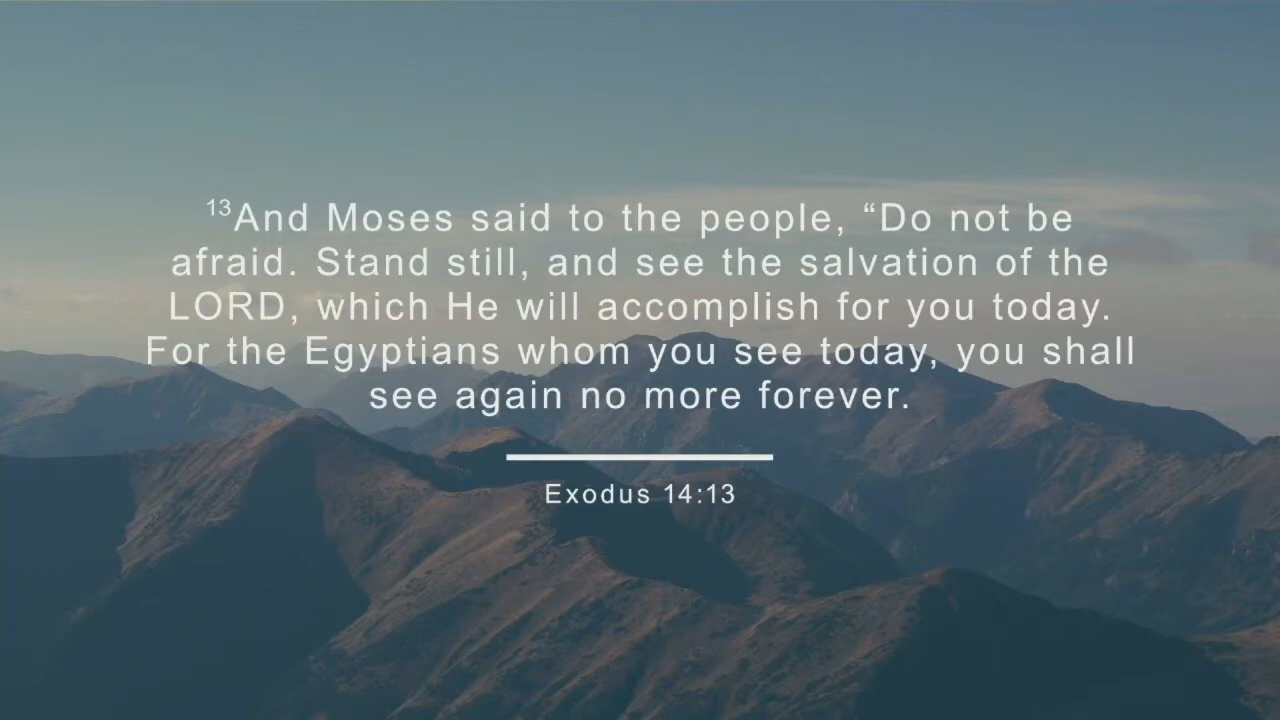 ¹³And Moses said to the people, “Do not be
afraid. Stand still, and see the salvation of the
LORD, which He will accomplish for you today.
For the Egyptians whom you see today, you shall
see again no more forever.
Exodus 14:13